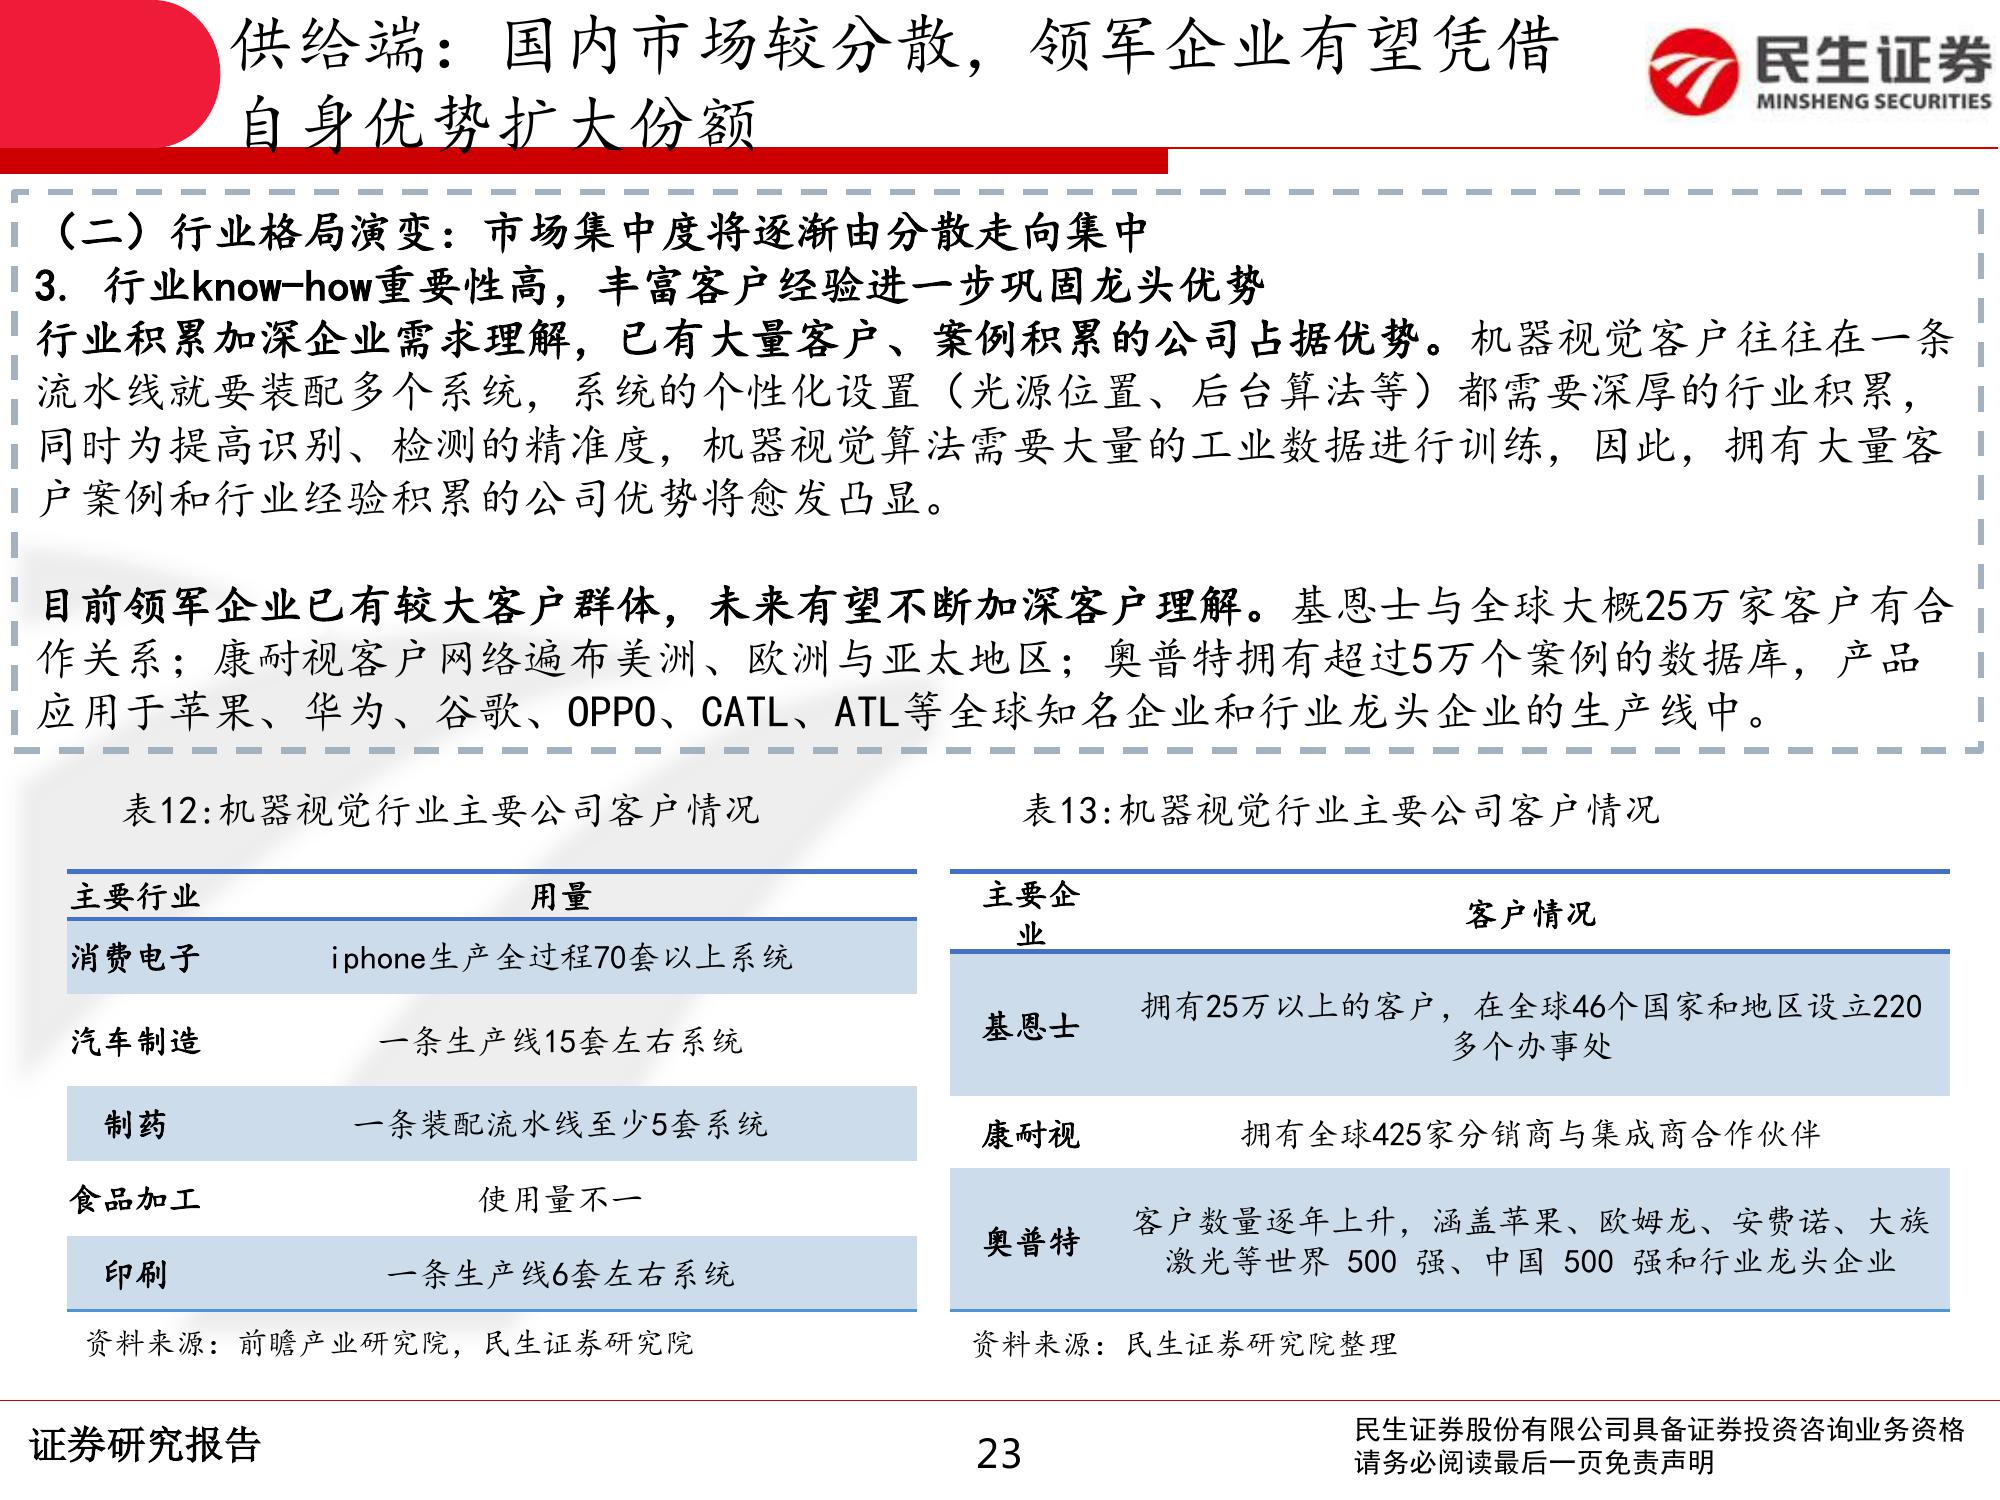 供给端：国内市场较分散，领军企业有望凭借
自身优势扩大份额
民生证券
MINSHENG SECURITIES
（二）行业格局演变：市场集中度将逐渐由分散走向集中
3. 行业know-how重要性高，丰富客户经验进一步巩固龙头优势
行业积累加深企业需求理解，已有大量客户、案例积累的公司占据优势。机器视觉客户往往在一条
流水线就要装配多个系统，系统的个性化设置（光源位置、后台算法等）都需要深厚的行业积累，
同时为提高识别、检测的精准度，机器视觉算法需要大量的工业数据进行训练，因此，拥有大量客
户案例和行业经验积累的公司优势将愈发凸显。
目前领军企业已有较大客户群体，未来有望不断加深客户理解。基恩士与全球大概25万家客户有合
作关系；康耐视客户网络遍布美洲、欧洲与亚太地区；奥普特拥有超过5万个案例的数据库，产品
应用于苹果、华为、谷歌、OPPO、CATL、ATL等全球知名企业和行业龙头企业的生产线中。
表12:机器视觉行业主要公司客户情况
主要行业 用量
消费电子 iphone生产全过程70套以上系统
汽车制造 一条生产线15套左右系统
制药 一条装配流水线至少5套系统
食品加工 使用量不一
印刷 一条生产线6套左右系统
资料来源：前瞻产业研究院，民生证券研究院
表13:机器视觉行业主要公司客户情况
主要企
业
客户情况
基恩士
拥有25万以上的客户，在全球46个国家和地区设立220
多个办事处
康耐视 拥有全球425家分销商与集成商合作伙伴
奥普特
客户数量逐年上升，涵盖苹果、欧姆龙、安费诺、大族
激光等世界 500 强、中国 500 强和行业龙头企业
资料来源：民生证券研究院整理
证券研究报告
23
民生证券股份有限公司具备证券投资咨询业务资格
请务必阅读最后一页免责声明